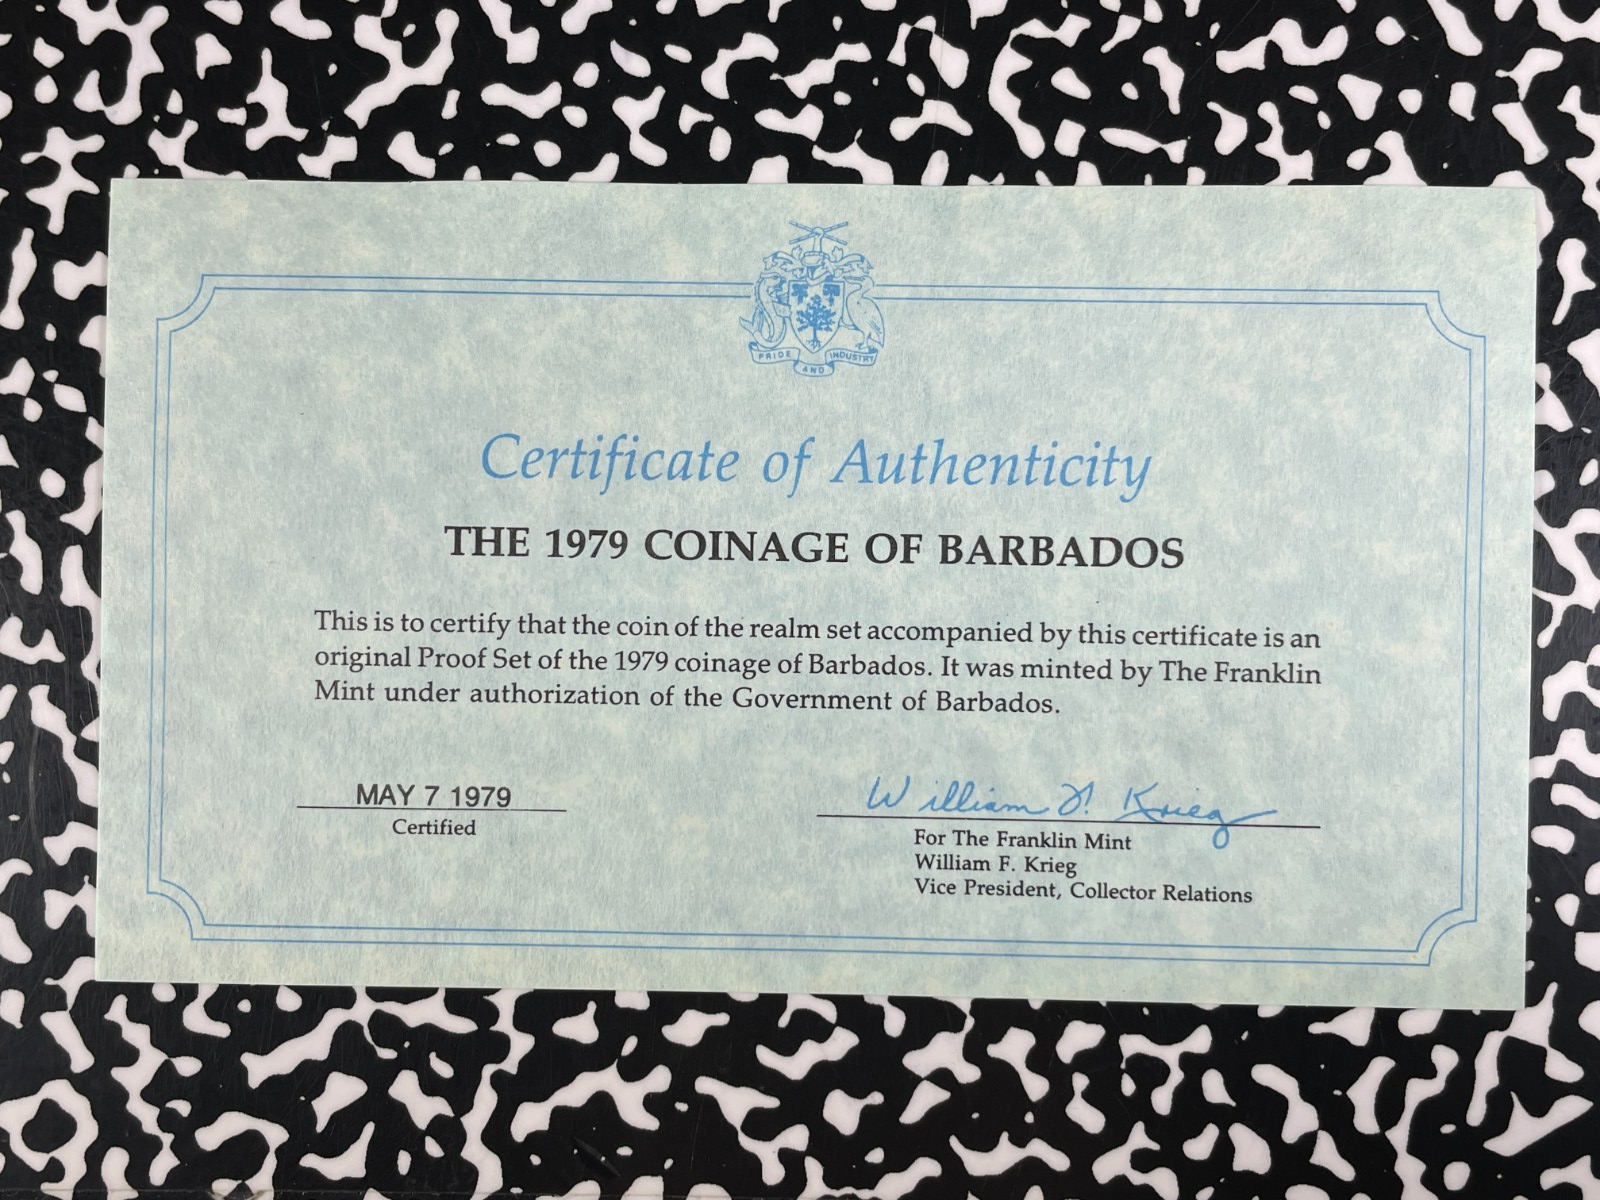 PRIDE AND INDUSTRY
Certificate of Authenticity
THE 1979 COINAGE OF BARBADOS
This is to certify that the coin of the realm set accompanied by this certificate is an
original Proof Set of the 1979 coinage of Barbados. It was minted by The Franklin
Mint under authorization of the Government of Barbados.
MAY 7 1979
Certified
William F. Krieg
For The Franklin Mint
William F. Krieg
Vice President, Collector Relations